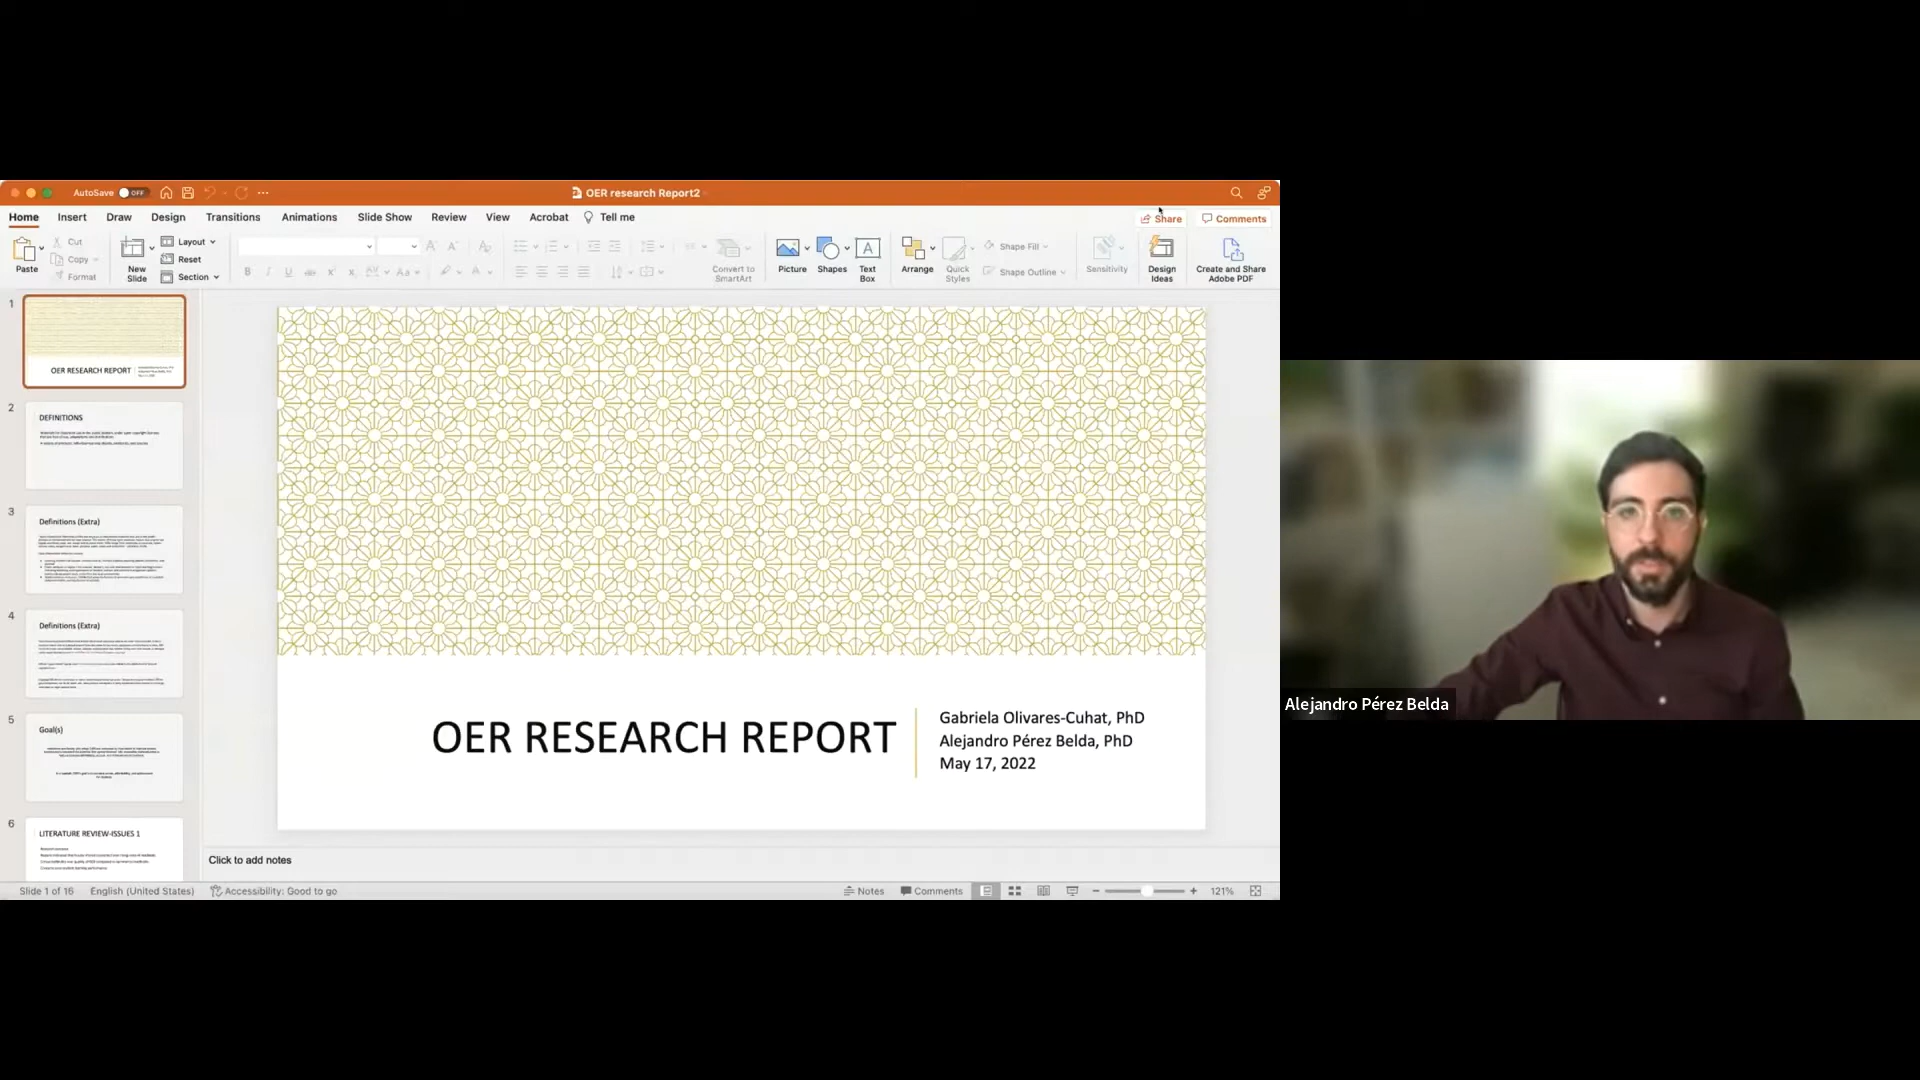 AutoSave
OFF
OER research Report2
Home
Insert
Draw
Design
Transitions
Animations
Slide Show
Review
View
Acrobat
Tell me
Share
Comments
Paste
Cut
Copy
Format
New
Slide
Layout
Reset
Section
Convert to
SmartArt
Picture
Shapes
Text
Box
Arrange
Quick
Styles
Shape Fill
Shape Outline
Sensitivity
Design
Ideas
Create and Share
Adobe PDF
1
OER RESEARCH REPORT
2
DEFINITIONS
3
Definitions (Extra)
4
Definitions (Extra)
5
Goal(s)
6
LITERATURE REVIEW-ISSUES 1
OER RESEARCH REPORT
Gabriela Olivares-Cuhat, PhD
Alejandro Pérez Belda, PhD
May 17, 2022
Click to add notes
Slide 1 of 16
English (United States)
Accessibility: Good to go
Notes
Comments
121%
Alejandro Pérez Belda